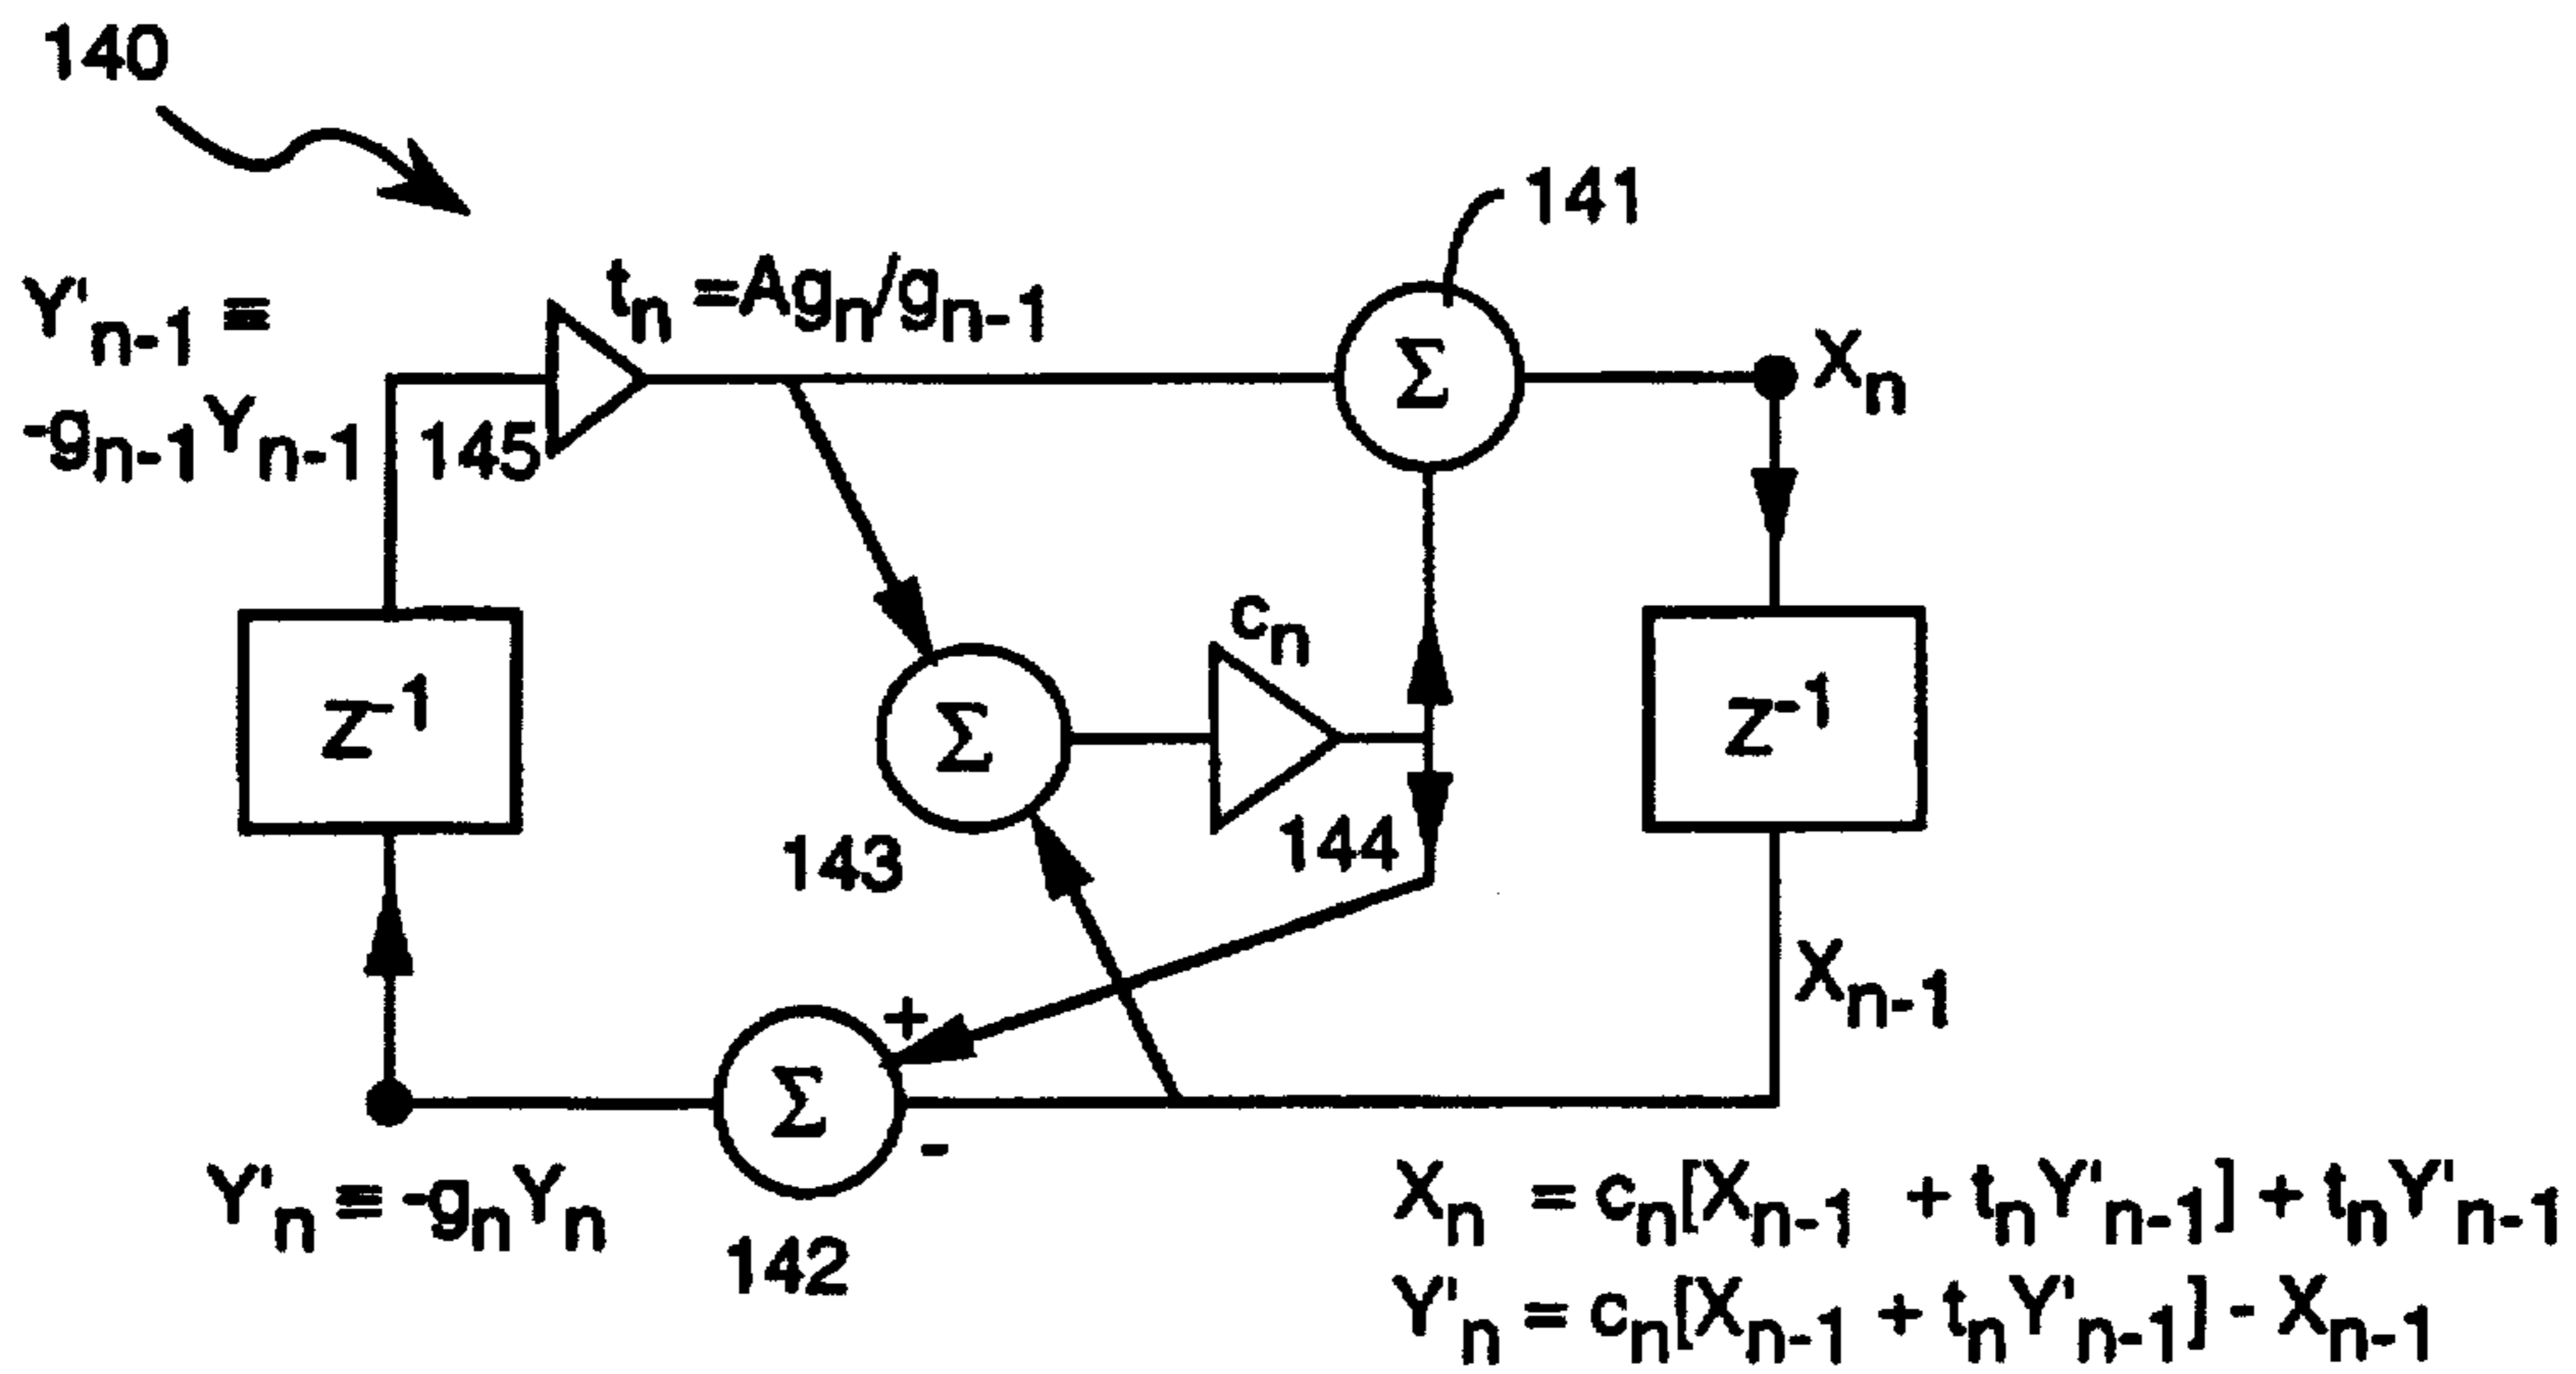 140
141
Y'n-1 ≡
-gn-1Yn-1
tn =Agn/gn-1
145
Xn
Σ
cn
Z-1
Σ
Z-1
143
144
Xn-1
+
Σ
-
Y'n ≡ -gnYn
142
Xn = cn[Xn-1 + tnY'n-1] + tnY'n-1
Y'n = cn[Xn-1 + tnY'n-1] - Xn-1